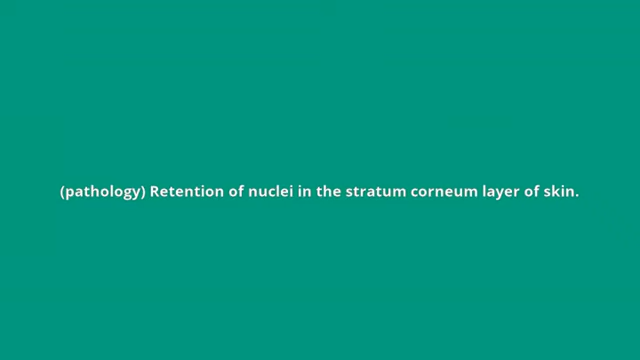 (pathology) Retention of nuclei in the stratum corneum layer of skin.